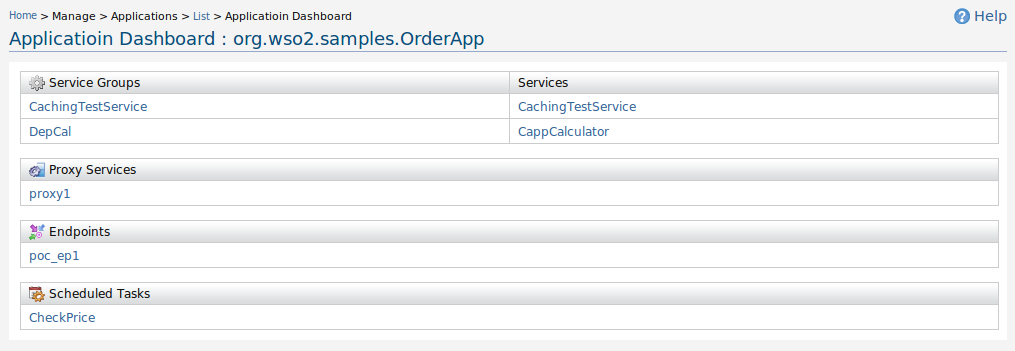 Home > Manage > Applications > List > Applicatioin Dashboard
Help
Applicatioin Dashboard : org.wso2.samples.OrderApp
Service Groups Services
CachingTestService CachingTestService
DepCal CappCalculator
Proxy Services
proxy1
Endpoints
poc_ep1
Scheduled Tasks
CheckPrice